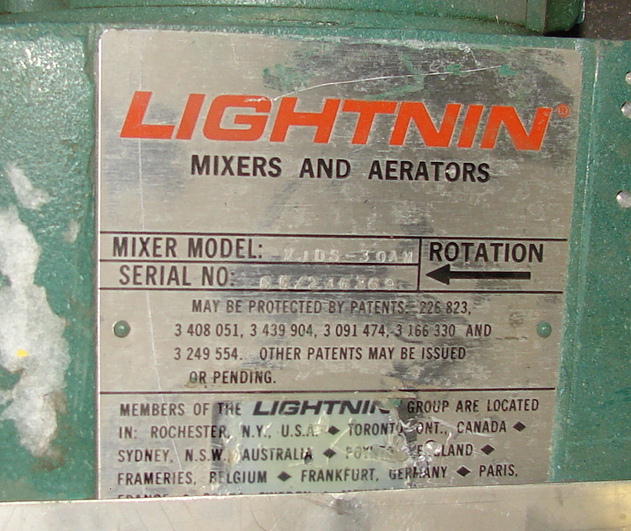 LIGHTNIN®
MIXERS AND AERATORS
MIXER MODEL:
ROTATION
SERIAL NO:
MAY BE PROTECTED BY PATENTS: 226 823,
3 408 051, 3 439 904, 3 091 474, 3 166 330 AND
3 249 554. OTHER PATENTS MAY BE ISSUED
OR PENDING.
MEMBERS OF THE LIGHTNIN GROUP ARE LOCATED
IN: ROCHESTER, N.Y., U.S.A. ◆ TORONTO ONT., CANADA ◆
SYDNEY, N.S.W. AUSTRALIA ◆
FRAMERIES, BELGIUM ◆ FRANKFURT, GERMANY ◆ PARIS,